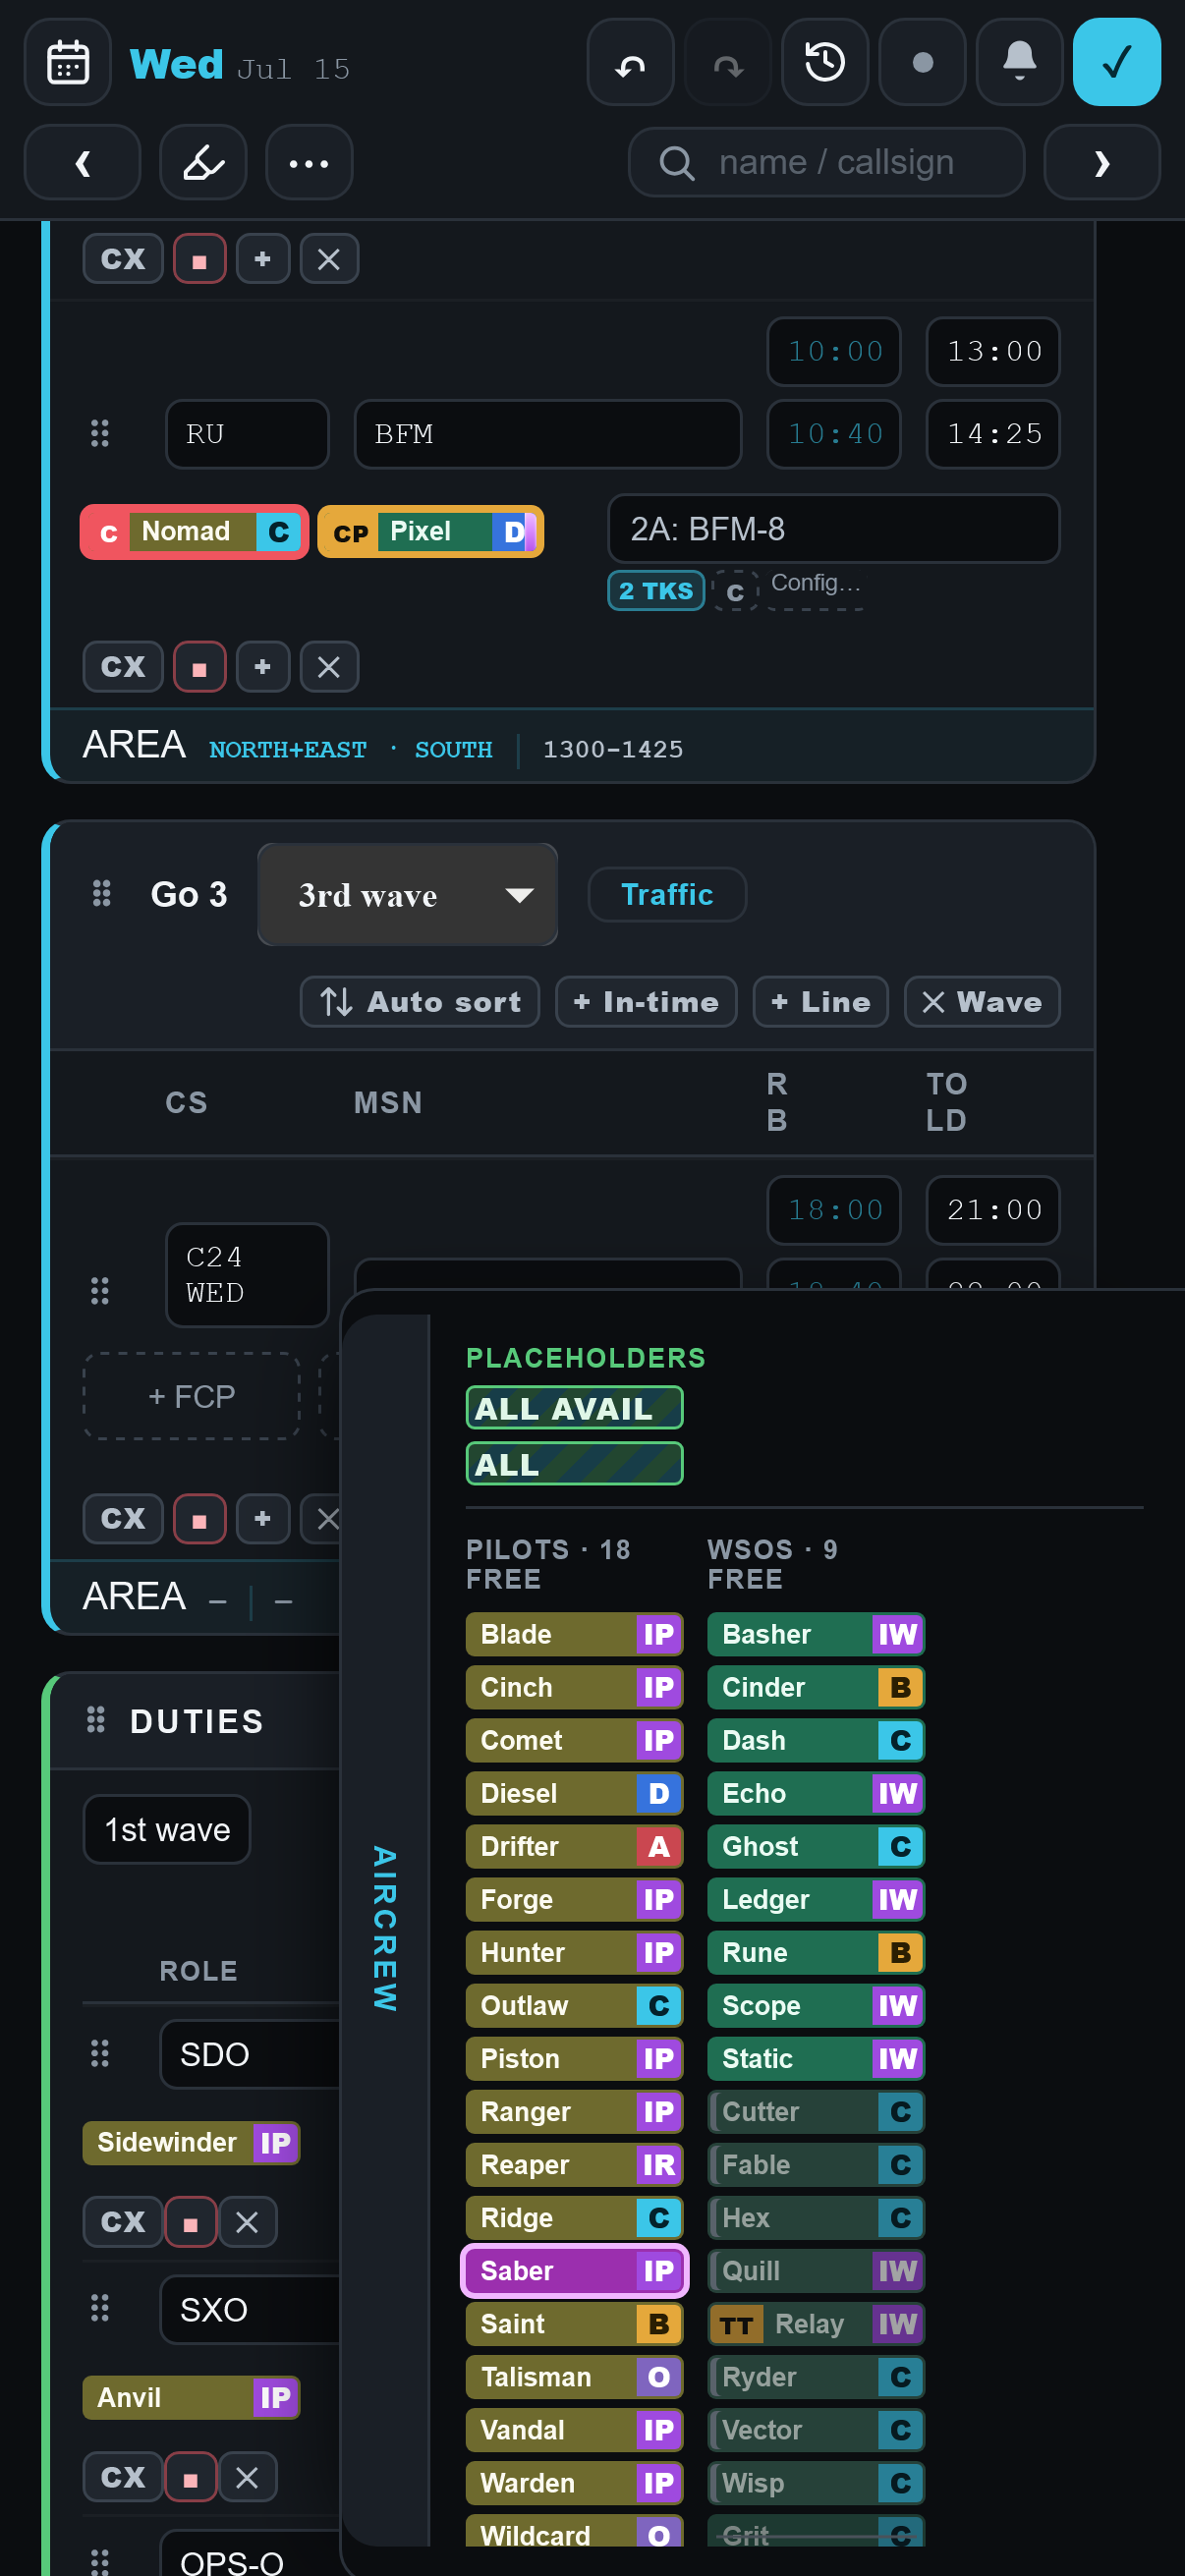 Wed Jul 15
name / callsign
CX
+
10:00 13:00
RU BFM 10:40 14:25
C Nomad C CP Pixel D 2A: BFM-8
2 TKS C Config…
CX
+
AREA NORTH+EAST · SOUTH 1300-1425
Go 3 3rd wave Traffic
Auto sort + In-time + Line × Wave
CS MSN R TO
B LD
18:00 21:00
C24
WED
+ FCP
CX
+
AREA – –
DUTIES
1st wave
ROLE
SDO
Sidewinder IP
CX
SXO
Anvil IP
CX
OPS-O
AIRCREW
PLACEHOLDERS
ALL AVAIL
ALL
PILOTS · 18 FREE
Blade IP
Cinch IP
Comet IP
Diesel D
Drifter A
Forge IP
Hunter IP
Outlaw C
Piston IP
Ranger IP
Reaper IR
Ridge C
Saber IP
Saint B
Talisman O
Vandal IP
Warden IP
Wildcard O
WSOS · 9 FREE
Basher IW
Cinder B
Dash C
Echo IW
Ghost C
Ledger IW
Rune B
Scope IW
Static IW
Cutter C
Fable C
Hex C
Quill IW
TT Relay IW
Ryder C
Vector C
Wisp C
Grit C